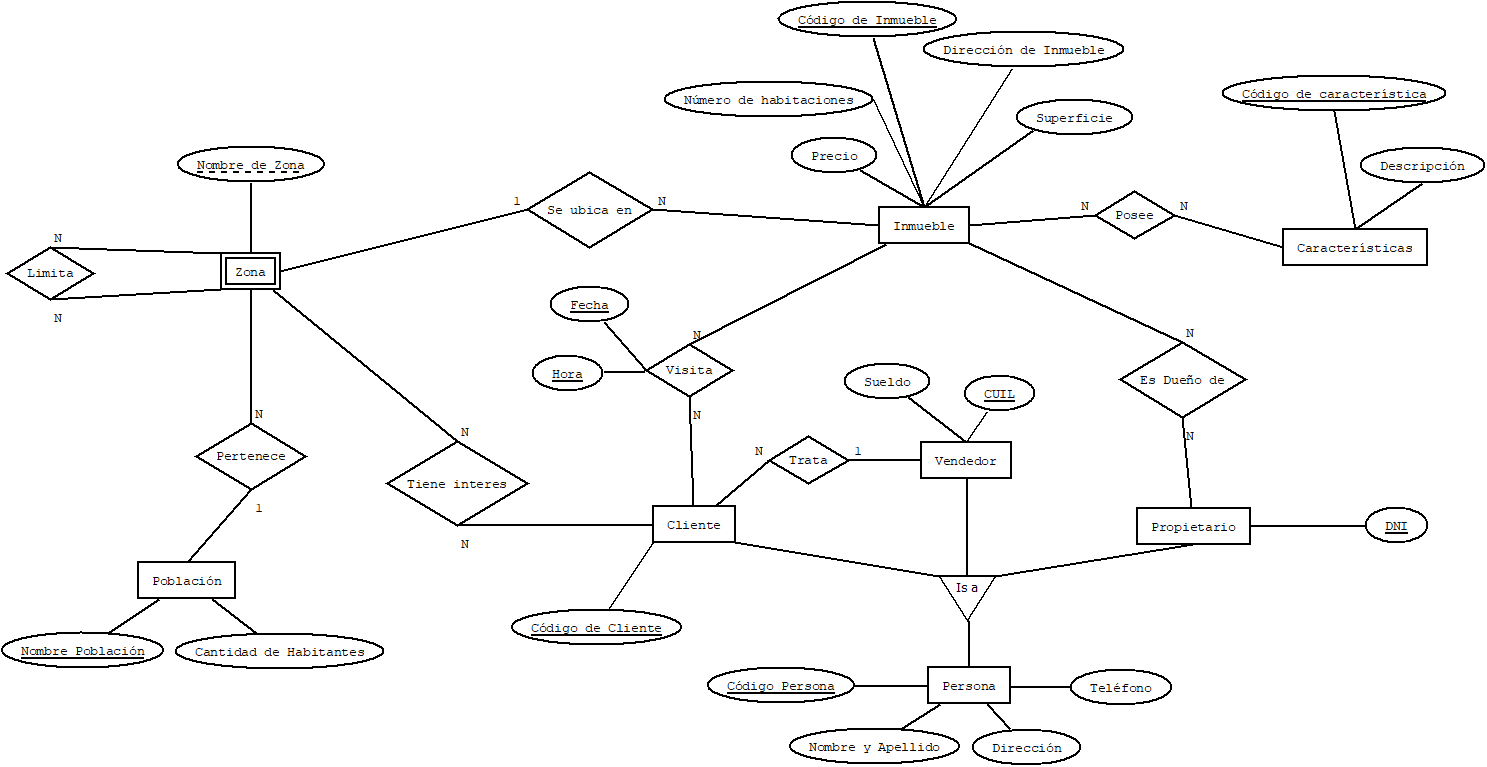 Código de Inmueble
Dirección de Inmueble
Número de habitaciones
Código de característica
Superficie
Precio
Nombre de Zona
Descripción
1
Se ubica en
N
Inmueble
N
Posee
N
Características
N
Limita
N
Zona
Fecha
Hora
N
Visita
N
N
Es Dueño de
N
Sueldo
CUIL
N
Pertenece
1
N
Tiene interes
N
N
Trata
1
Vendedor
Cliente
Propietario
DNI
Población
Is a
Nombre Población
Cantidad de Habitantes
Código de Cliente
Código Persona
Persona
Teléfono
Nombre y Apellido
Dirección